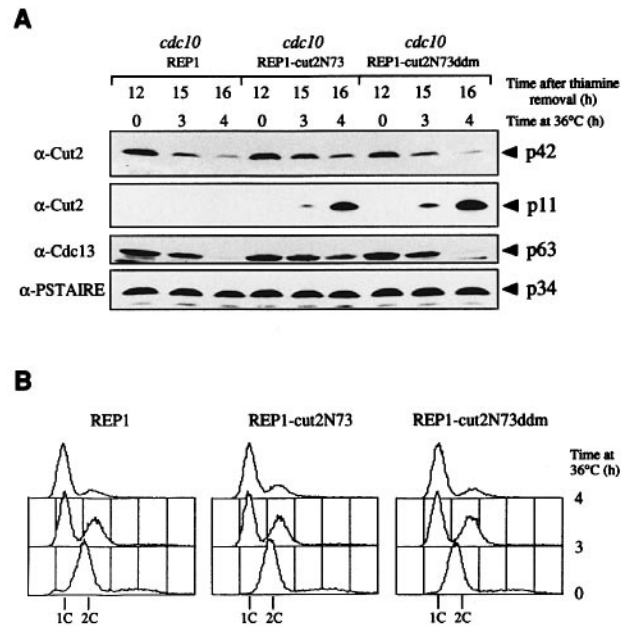 A
cdc10 cdc10 cdc10
REP1 REP1-cut2N73 REP1-cut2N73ddm
12 15 16 12 15 16 12 15 16 Time after thiamine removal (h)
0 3 4 0 3 4 0 3 4 Time at 36°C (h)
α-Cut2 p42
α-Cut2 p11
α-Cdc13 p63
α-PSTAIRE p34
B
REP1 REP1-cut2N73 REP1-cut2N73ddm
Time at
36°C (h)
4
3
0
1C 2C 1C 2C 1C 2C